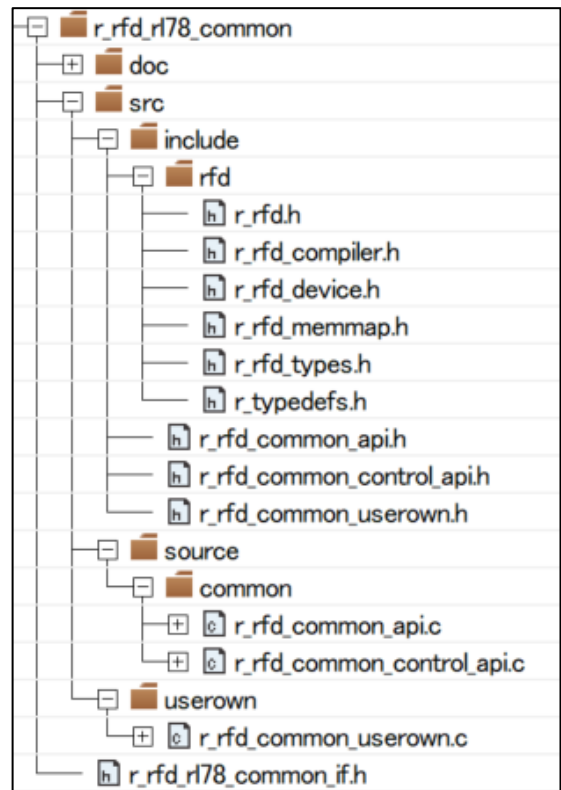 r_rfd_rl78_common
doc
src
include
rfd
r_rfd.h
r_rfd_compiler.h
r_rfd_device.h
r_rfd_memmap.h
r_rfd_types.h
r_typedefs.h
r_rfd_common_api.h
r_rfd_common_control_api.h
r_rfd_common_userown.h
source
common
r_rfd_common_api.c
r_rfd_common_control_api.c
userown
r_rfd_common_userown.c
r_rfd_rl78_common_if.h